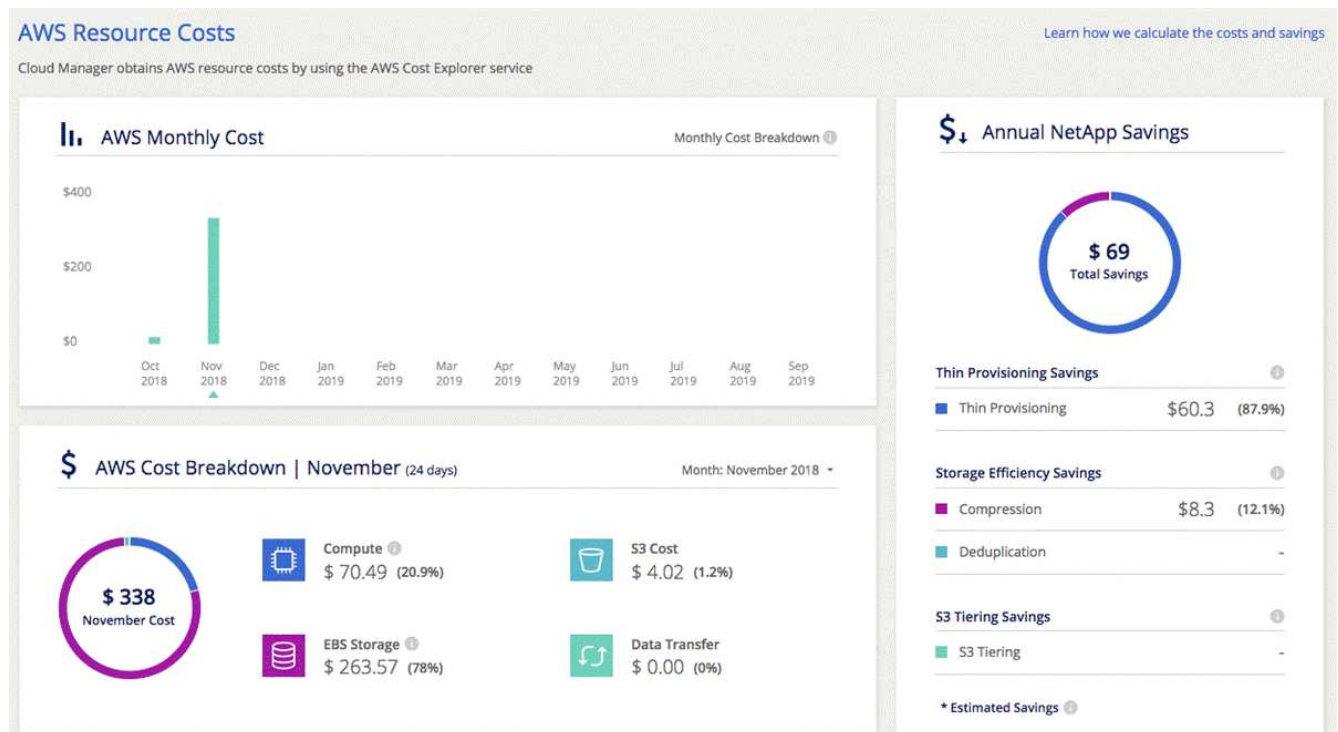 AWS Resource Costs
Learn how we calculate the costs and savings
Cloud Manager obtains AWS resource costs by using the AWS Cost Explorer service
AWS Monthly Cost
Monthly Cost Breakdown
$400
$200
$0
Oct Nov Dec Jan Feb Mar Apr May Jun Jul Aug Sep
2018 2018 2018 2019 2019 2019 2019 2019 2019 2019 2019 2019
AWS Cost Breakdown | November (24 days)
Month: November 2018
$ 338
November Cost
Compute
$ 70.49 (20.9%)
S3 Cost
$ 4.02 (1.2%)
EBS Storage
$ 263.57 (78%)
Data Transfer
$ 0.00 (0%)
Annual NetApp Savings
$ 69
Total Savings
Thin Provisioning Savings
Thin Provisioning $60.3 (87.9%)
Storage Efficiency Savings
Compression $8.3 (12.1%)
Deduplication -
S3 Tiering Savings
S3 Tiering -
* Estimated Savings